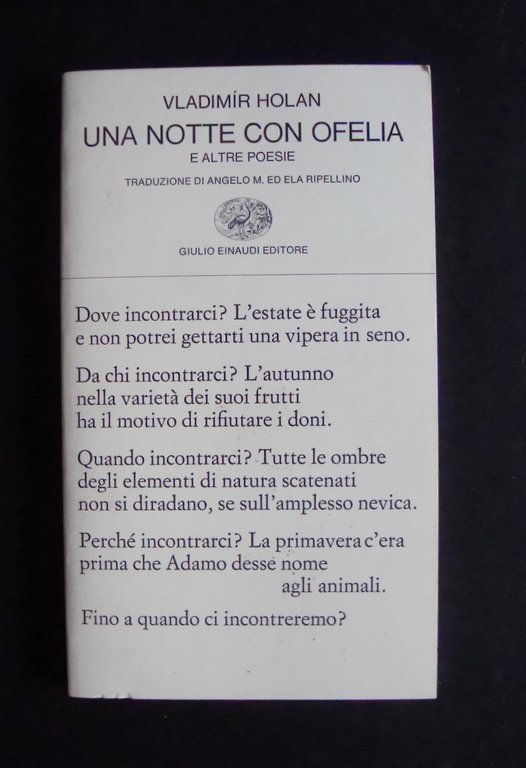 VLADIMÍR HOLAN
UNA NOTTE CON OFELIA
E ALTRE POESIE
TRADUZIONE DI ANGELO M. ED ELA RIPELLINO
GIULIO EINAUDI EDITORE
Dove incontrarci? L'estate è fuggita
e non potrei gettarti una vipera in seno.
Da chi incontrarci? L'autunno
nella varietà dei suoi frutti
ha il motivo di rifiutare i doni.
Quando incontrarci? Tutte le ombre
degli elementi di natura scatenati
non si diradano, se sull'amplesso nevica.
Perché incontrarci? La primavera c'era
prima che Adamo desse nome
agli animali.
Fino a quando ci incontreremo?